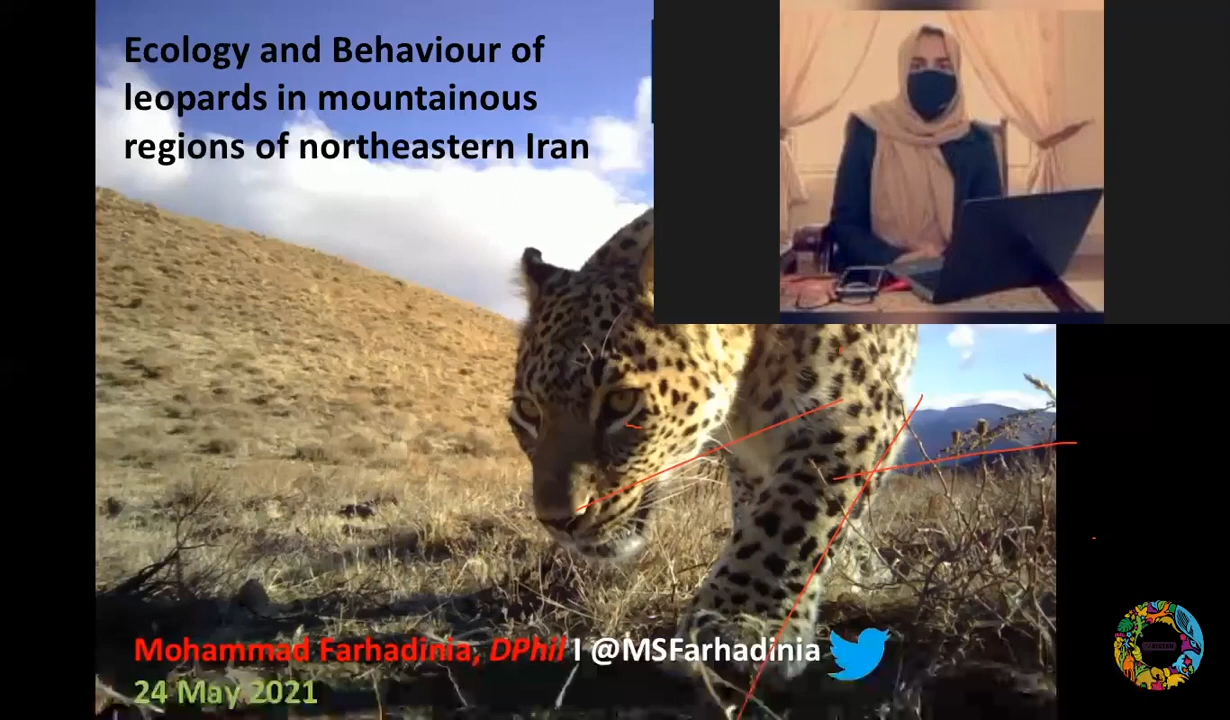 Ecology and Behaviour of
leopards in mountainous
regions of northeastern Iran
Mohammad Farhadinia, DPhil I @MSFarhadinia
24 May 2021